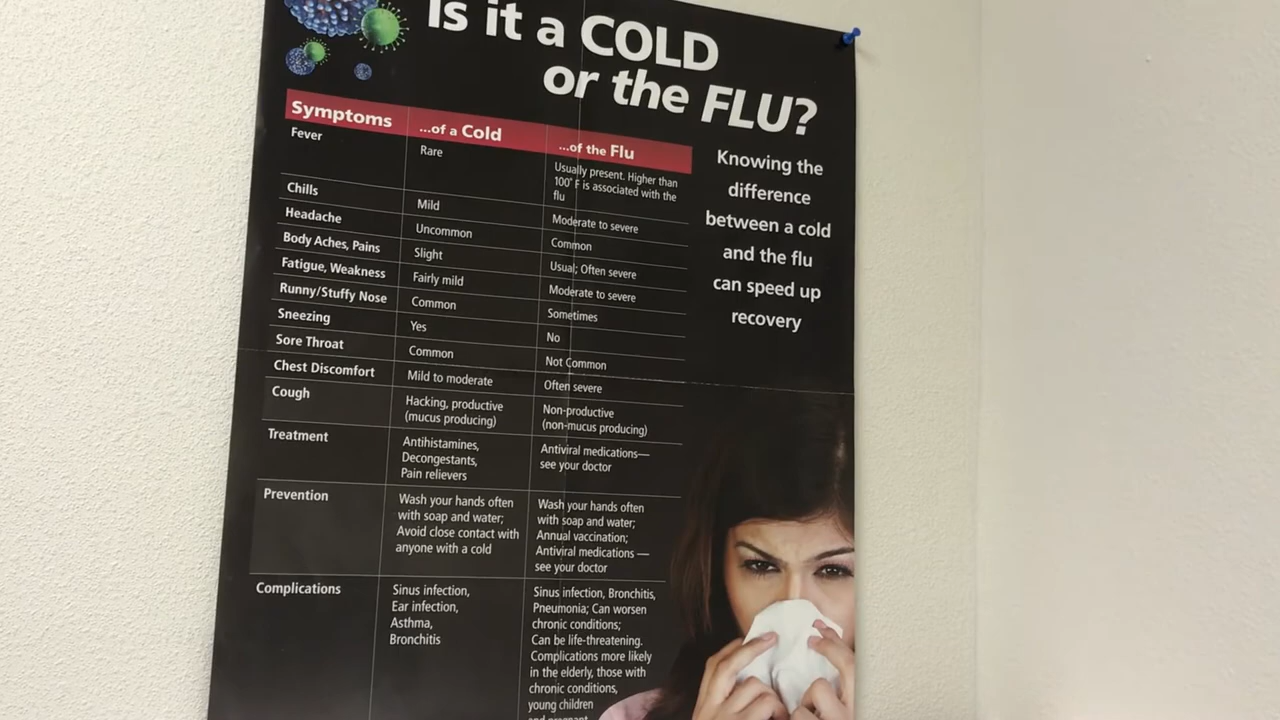 Is it a COLD
or the FLU?
Symptoms ...of a Cold ...of the Flu
Fever
Rare
Usually present. Higher than
100° F is associated with the
flu
Chills
Mild
Moderate to severe
Headache
Uncommon
Common
Body Aches, Pains
Slight
Usual; Often severe
Fatigue, Weakness
Fairly mild
Moderate to severe
Runny/Stuffy Nose
Common
Sometimes
Sneezing
Yes
No
Sore Throat
Common
Not Common
Chest Discomfort
Mild to moderate
Often severe
Cough
Hacking, productive
(mucus producing)
Non-productive
(non-mucus producing)
Treatment
Antihistamines,
Decongestants,
Pain relievers
Antiviral medications—
see your doctor
Prevention
Wash your hands often
with soap and water;
Avoid close contact with
anyone with a cold
Wash your hands often
with soap and water;
Annual vaccination;
Antiviral medications —
see your doctor
Complications
Sinus infection,
Ear infection,
Asthma,
Bronchitis
Sinus infection, Bronchitis,
Pneumonia; Can worsen
chronic conditions;
Can be life-threatening.
Complications more likely
in the elderly, those with
chronic conditions,
young children
and pregnant
Knowing the
difference
between a cold
and the flu
can speed up
recovery